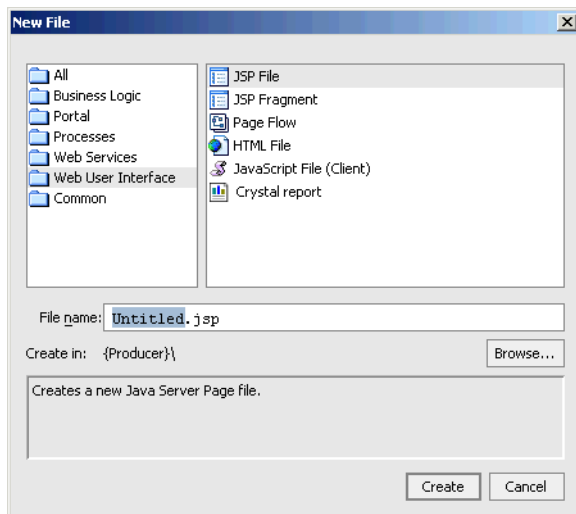 New File
All
Business Logic
Portal
Processes
Web Services
Web User Interface
Common
JSP File
JSP Fragment
Page Flow
HTML File
JavaScript File (Client)
Crystal report
File name: Untitled.jsp
Create in: {Producer}\
Browse...
Creates a new Java Server Page file.
Create Cancel